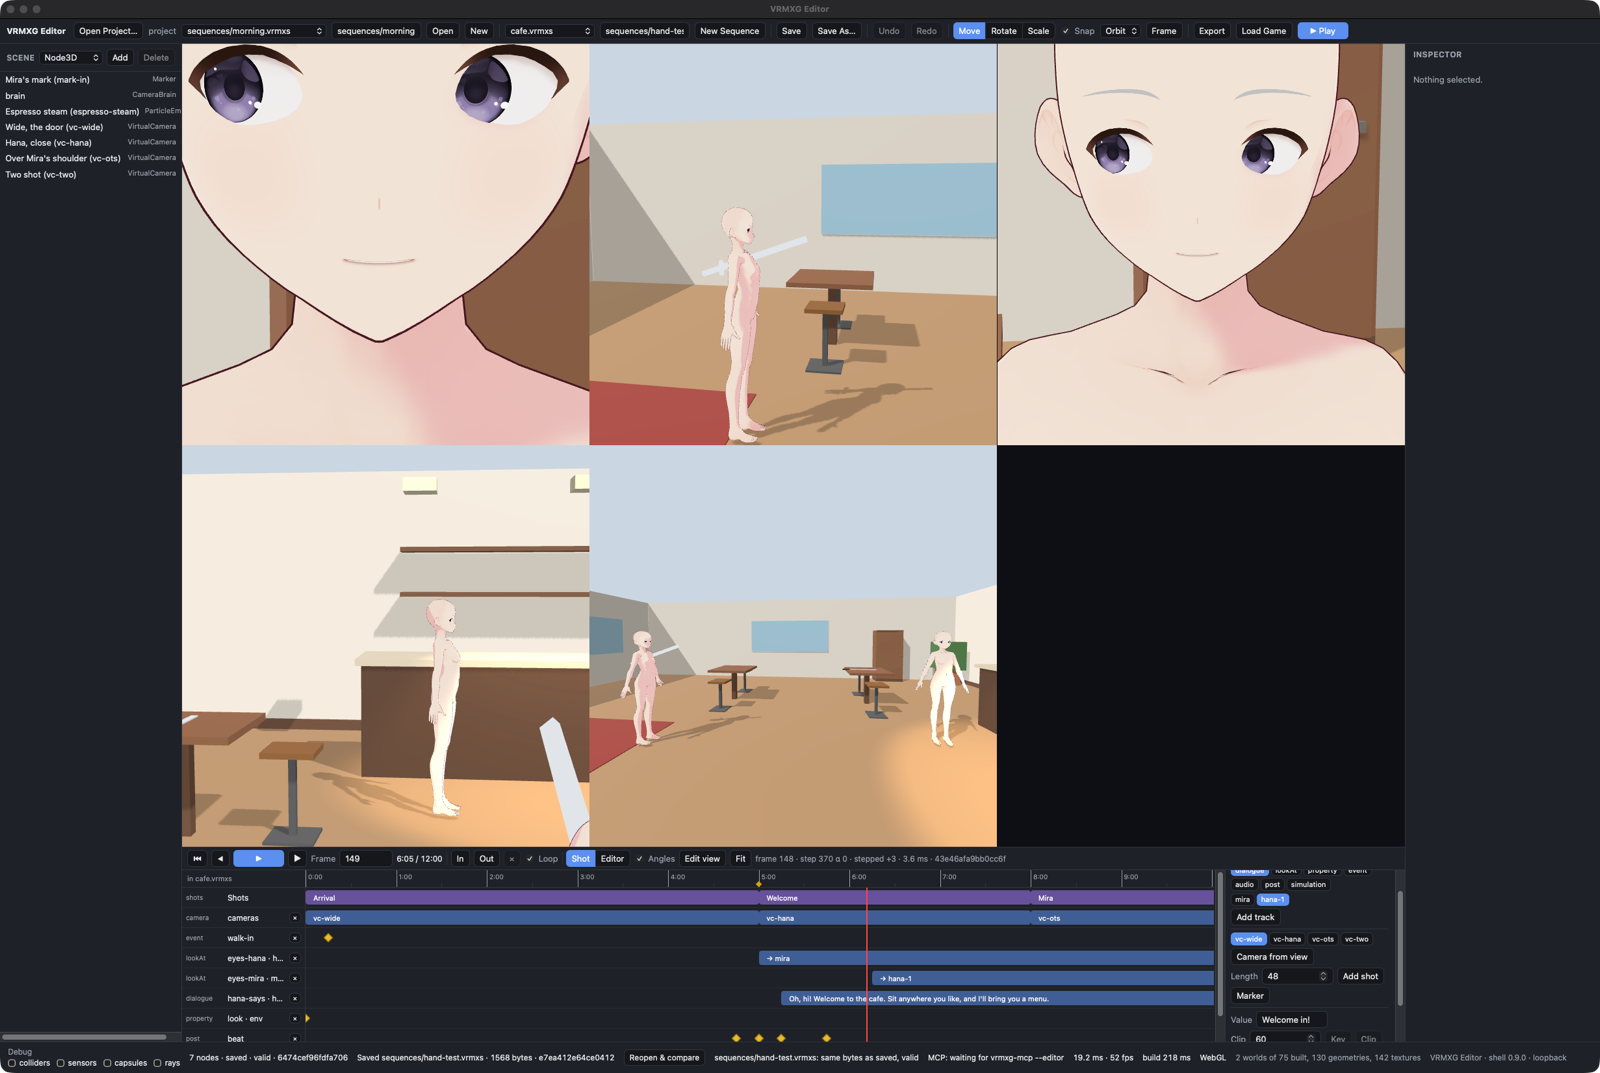 VRMXG Editor
VRMXG Editor Open Project... project sequences/morning.vrmxs sequences/morning Open New cafe.vrmxs sequences/hand-tes New Sequence Save Save As... Undo Redo Move Rotate Scale ✓ Snap Orbit Frame Export Load Game ▶ Play
SCENE Node3D Add Delete
Mira's mark (mark-in) Marker
brain CameraBrain
Espresso steam (espresso-steam) ParticleEm
Wide, the door (vc-wide) VirtualCamera
Hana, close (vc-hana) VirtualCamera
Over Mira's shoulder (vc-ots) VirtualCamera
Two shot (vc-two) VirtualCamera
INSPECTOR
Nothing selected.
Frame 149 6:05 / 12:00 In Out × ✓ Loop Shot Editor ✓ Angles Edit view Fit frame 148 · step 370 α 0 · stepped +3 · 3.6 ms · 43e46afa9bb0cc6f
in cafe.vrmxs 0:00 1:00 2:00 3:00 4:00 5:00 6:00 7:00 8:00 9:00
shots Shots Arrival Welcome Mira
camera cameras × vc-wide vc-hana vc-ots
event walk-in ×
lookAt eyes-hana · h... × → mira
lookAt eyes-mira · m... × → hana-1
dialogue hana-says · h... × Oh, hi! Welcome to the cafe. Sit anywhere you like, and I'll bring you a menu.
property look · env ×
post beat ×
dialogue lookAt property event
audio post simulation
mira hana-1
Add track
vc-wide vc-hana vc-ots vc-two
Camera from view
Length 48 Add shot
Marker
Value Welcome in!
Clip 60 Key Clip
Debug
colliders sensors capsules rays
7 nodes · saved · valid · 6474cef96fdfa706 Saved sequences/hand-test.vrmxs · 1568 bytes · e7ea412e64ce0412 Reopen & compare sequences/hand-test.vrmxs: same bytes as saved, valid MCP: waiting for vrmxg-mcp --editor 19.2 ms · 52 fps build 218 ms WebGL 2 worlds of 75 built, 130 geometries, 142 textures VRMXG Editor · shell 0.9.0 · loopback